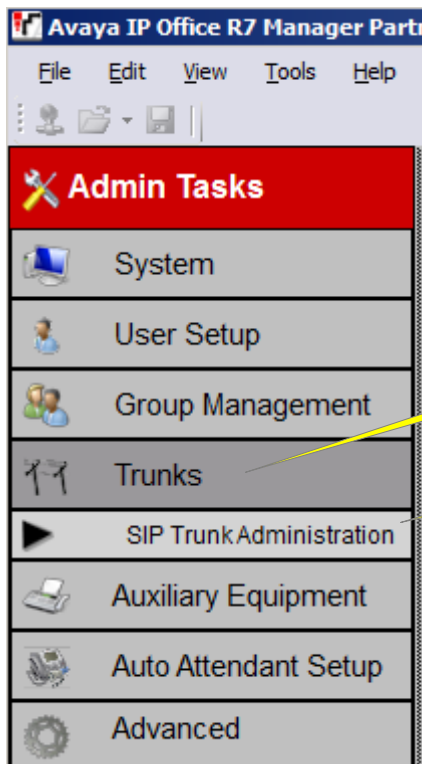 Avaya IP Office R7 Manager
File Edit View Tools Help
Admin Tasks
System
User Setup
Group Management
Trunks
SIP Trunk Administration
Auxiliary Equipment
Auto Attendant Setup
Advanced